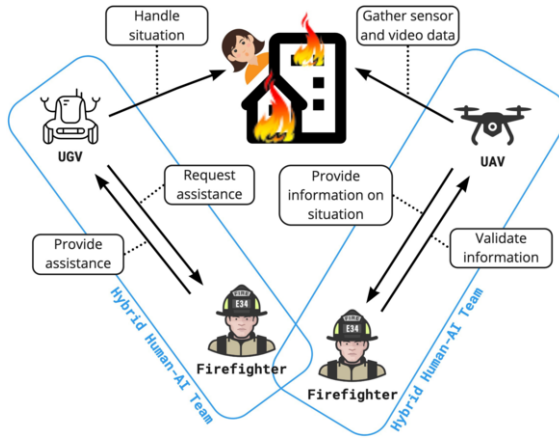 Handle
situation
Gather sensor
and video data
UGV
UAV
Request
assistance
Provide
information on
situation
Provide
assistance
Validate
information
FIRE
E34
Firefighter
E34
Firefighter
Hybrid Human-AI Team
Hybrid Human-AI Team